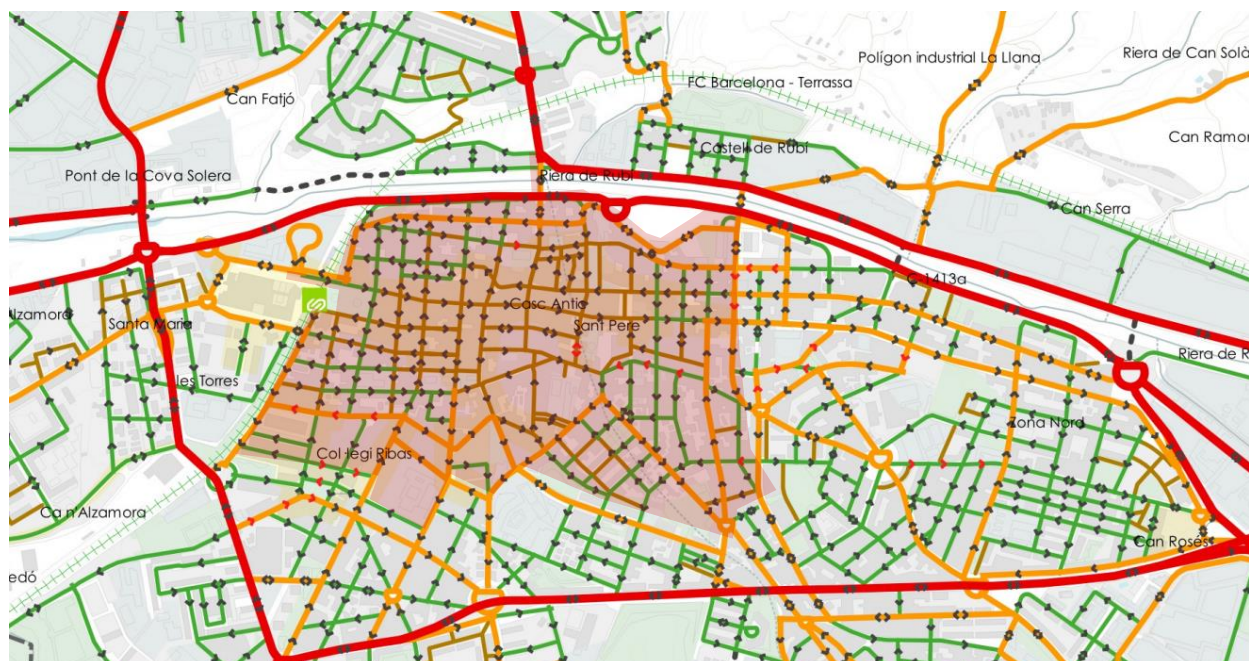 Polígon industrial La Llana
Riera de Can Solà
FC Barcelona - Terrassa
Can Fatjó
Can Ramon
Castell de Rubí
Pont de la Cova Solera
Riera de Rubí
Can Serra
C-1413a
Casc Antic
lzamora
Santa Maria
Sant Pere
Riera de R
les Torres
Zona Nord
Col·legi Ribas
Ca n'Alzamora
Can Rosés
edó